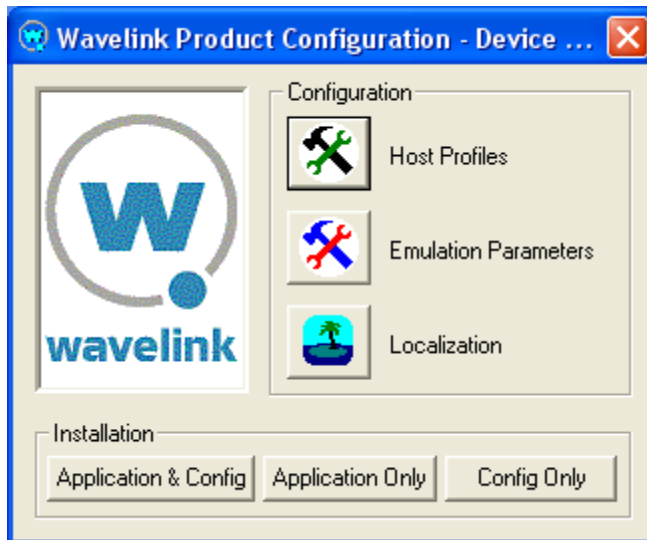 Wavelink Product Configuration - Device ...
Configuration
Host Profiles
Emulation Parameters
Localization
w
wavelink
Installation
Application & Config
Application Only
Config Only